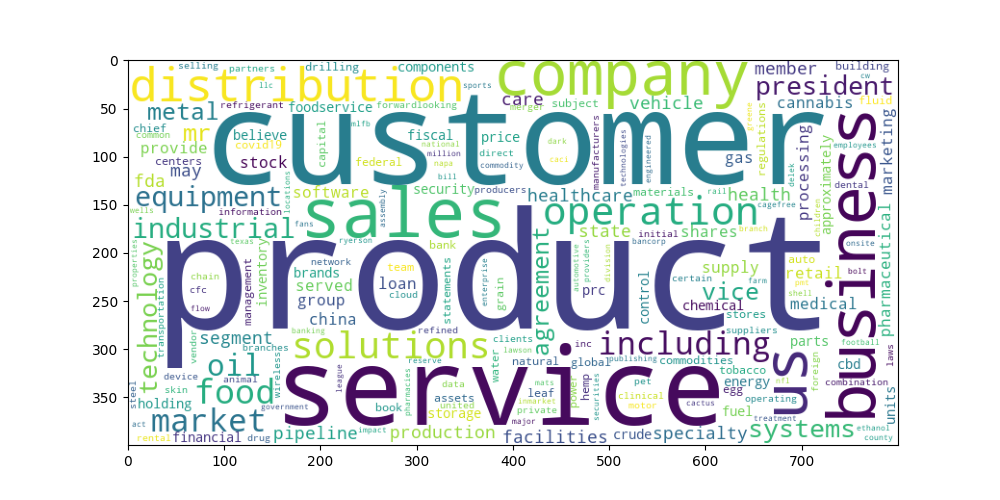 0
50
100
150
200
250
300
350
0 100 200 300 400 500 600 700
selling partners drilling components company member building
cw
llc sports president
distribution
refrigerant foodservice forwardlooking care merger subject vehicle cannabis fluid
metal
chief mlfb
common mr customer
provide believe covid19 capital fiscal price
national
million napa direct commodity bill
dark caci manufacturers technologies engineered gas greene regulations processing delek
employees
centers stock federal
may
fda locations software assembly security producers healthcare materials rail health cagefree children approximately dental
equipment
wells information fans sales operation
industrial state initial shares branch
texas ryerson bank bancorp
properties technology transportation inventory management network team
chain brands
cfc served loan cloud
flow group
china
product
statements enterprise grain agreement prc automotive providers division control certain supply farm auto
retail
vice shell pmt
chemical medical
stores
onsite
bolt
business
pharmaceutical marketing
vendor segment branches banking refined solutions clients
lawson
inc natural global including suppliers parts football
publishing commodities
oil device skin animal wireless reserve water
tobacco foreign cbd laws
steel food league pharmacies service
data mats leaf power hemp securities pet
clinical
motor egg energy nfl us combination
holding government book assets
united
storage inmarket
private cactus fuel operating units
act market major treatment
rental financial drug pipeline impact production facilities crude specialty systems ethanol
county